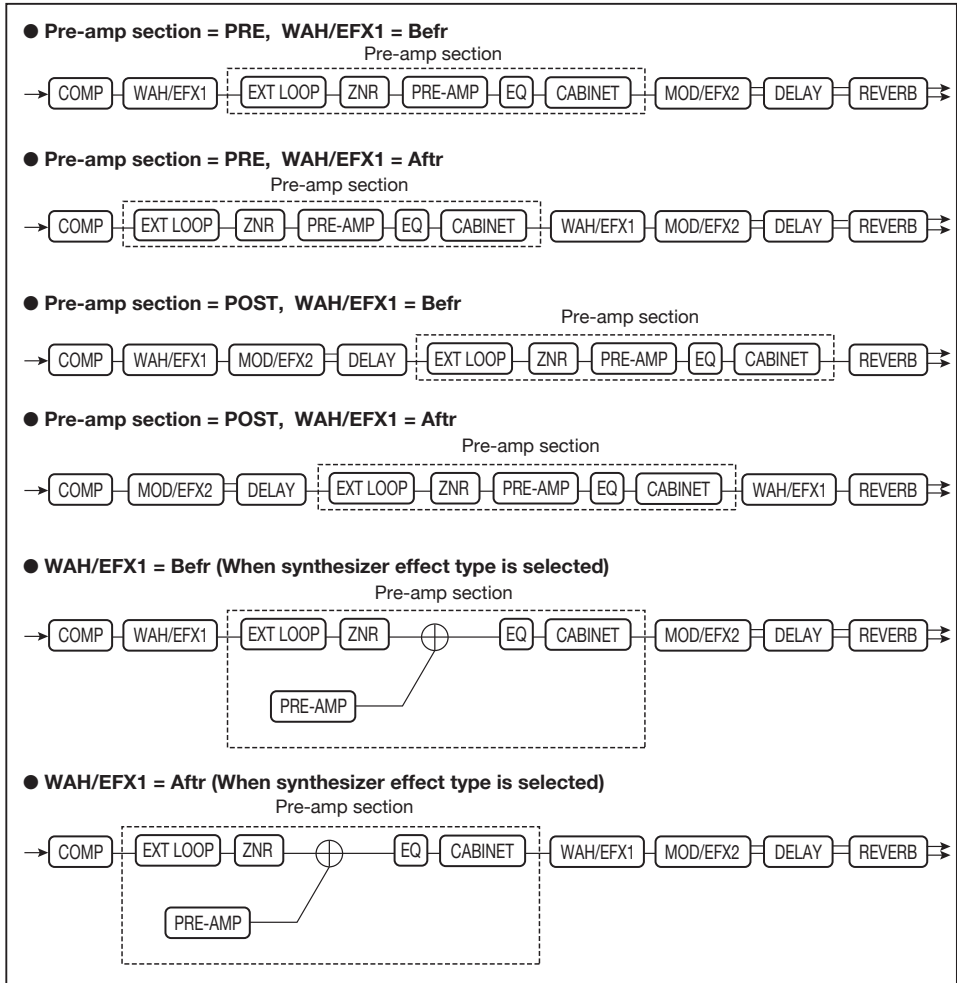 ● Pre-amp section = PRE, WAH/EFX1 = Befr
Pre-amp section
COMP WAH/EFX1 EXT LOOP ZNR PRE-AMP EQ CABINET MOD/EFX2 DELAY REVERB
● Pre-amp section = PRE, WAH/EFX1 = Aftr
Pre-amp section
COMP EXT LOOP ZNR PRE-AMP EQ CABINET WAH/EFX1 MOD/EFX2 DELAY REVERB
● Pre-amp section = POST, WAH/EFX1 = Befr
Pre-amp section
COMP WAH/EFX1 MOD/EFX2 DELAY EXT LOOP ZNR PRE-AMP EQ CABINET REVERB
● Pre-amp section = POST, WAH/EFX1 = Aftr
Pre-amp section
COMP MOD/EFX2 DELAY EXT LOOP ZNR PRE-AMP EQ CABINET WAH/EFX1 REVERB
● WAH/EFX1 = Befr (When synthesizer effect type is selected)
Pre-amp section
COMP WAH/EFX1 EXT LOOP ZNR EQ CABINET MOD/EFX2 DELAY REVERB
PRE-AMP
● WAH/EFX1 = Aftr (When synthesizer effect type is selected)
Pre-amp section
COMP EXT LOOP ZNR EQ CABINET WAH/EFX1 MOD/EFX2 DELAY REVERB
PRE-AMP